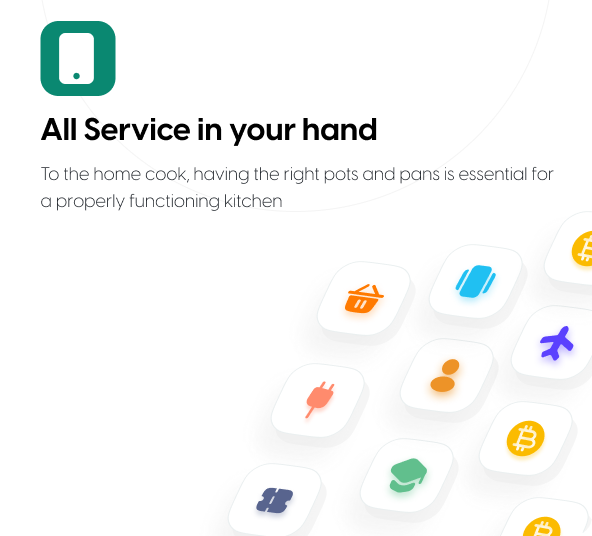 All Service in your hand
To the home cook, having the right pots and pans is essential for
a properly functioning kitchen